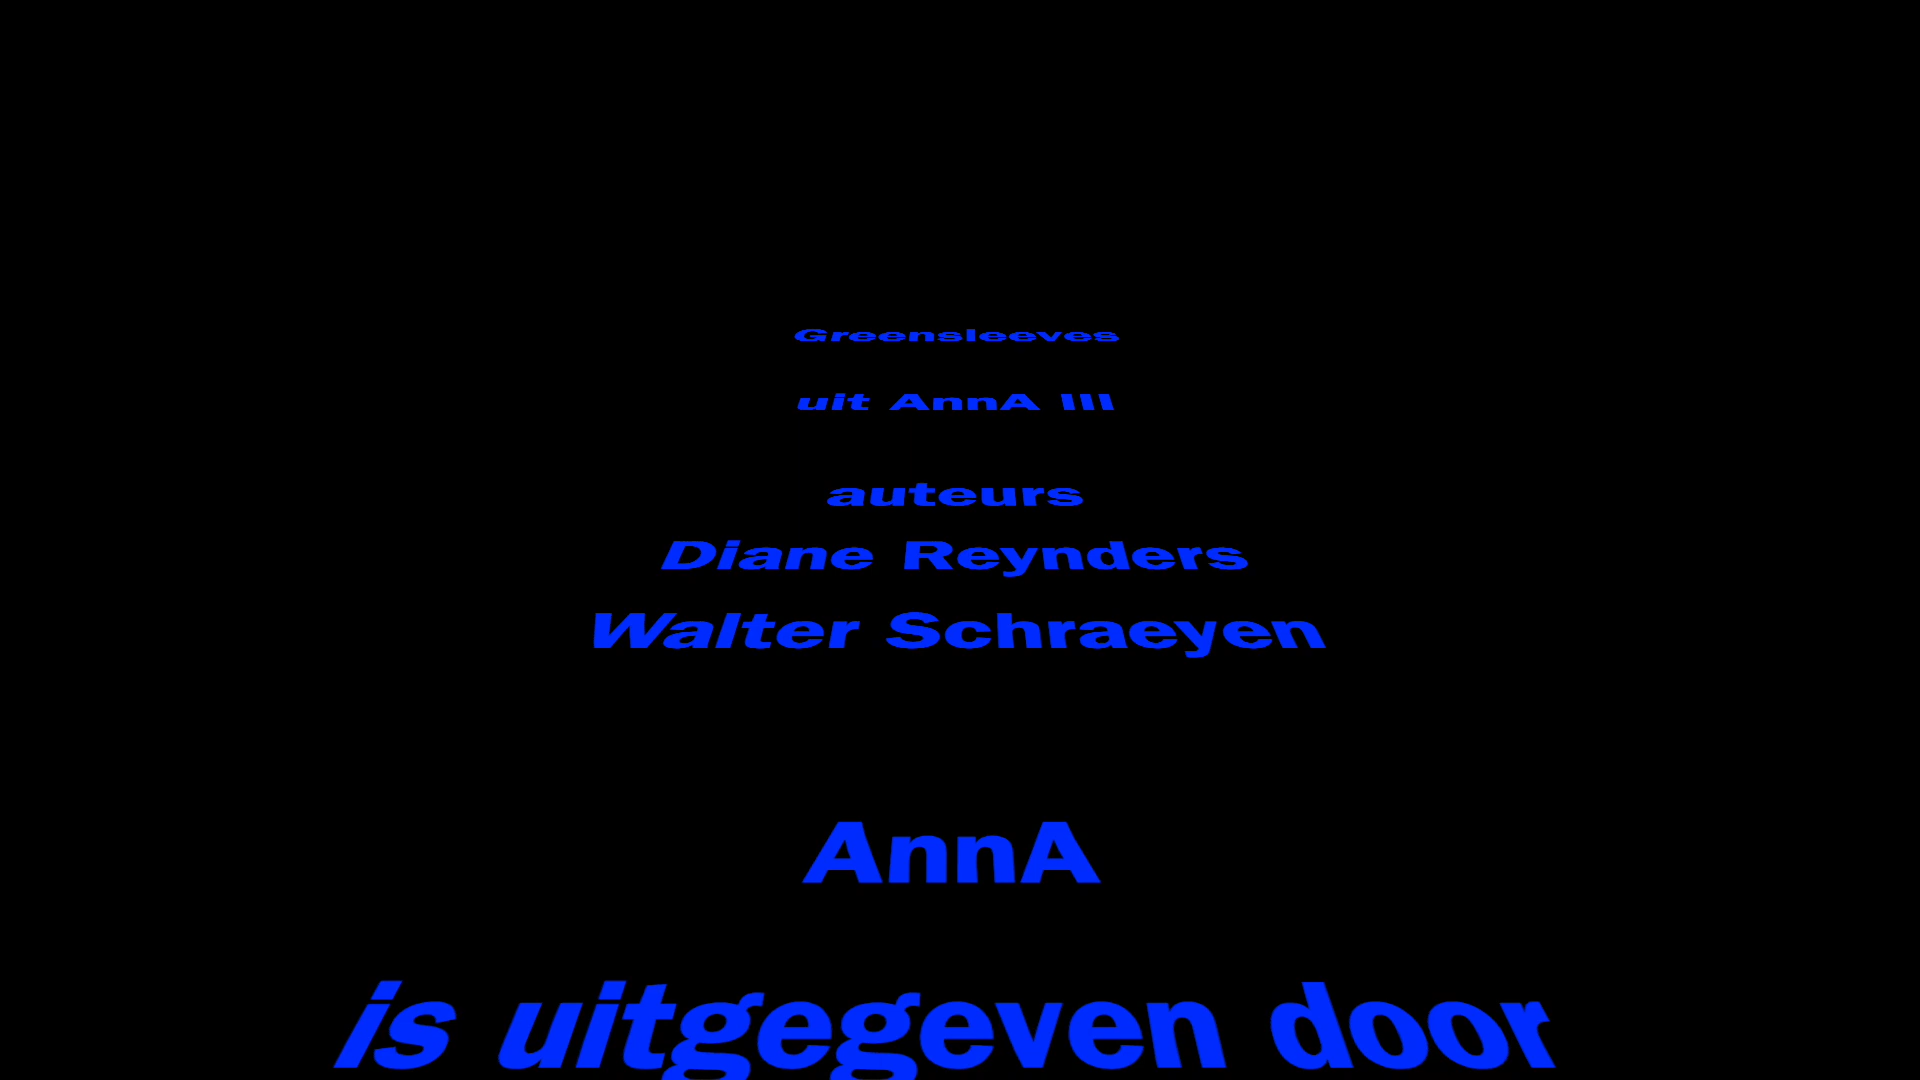 Greensleeves
uit AnnA III
auteurs
Diane Reynders
Walter Schraeyen
AnnA
is uitgegeven door